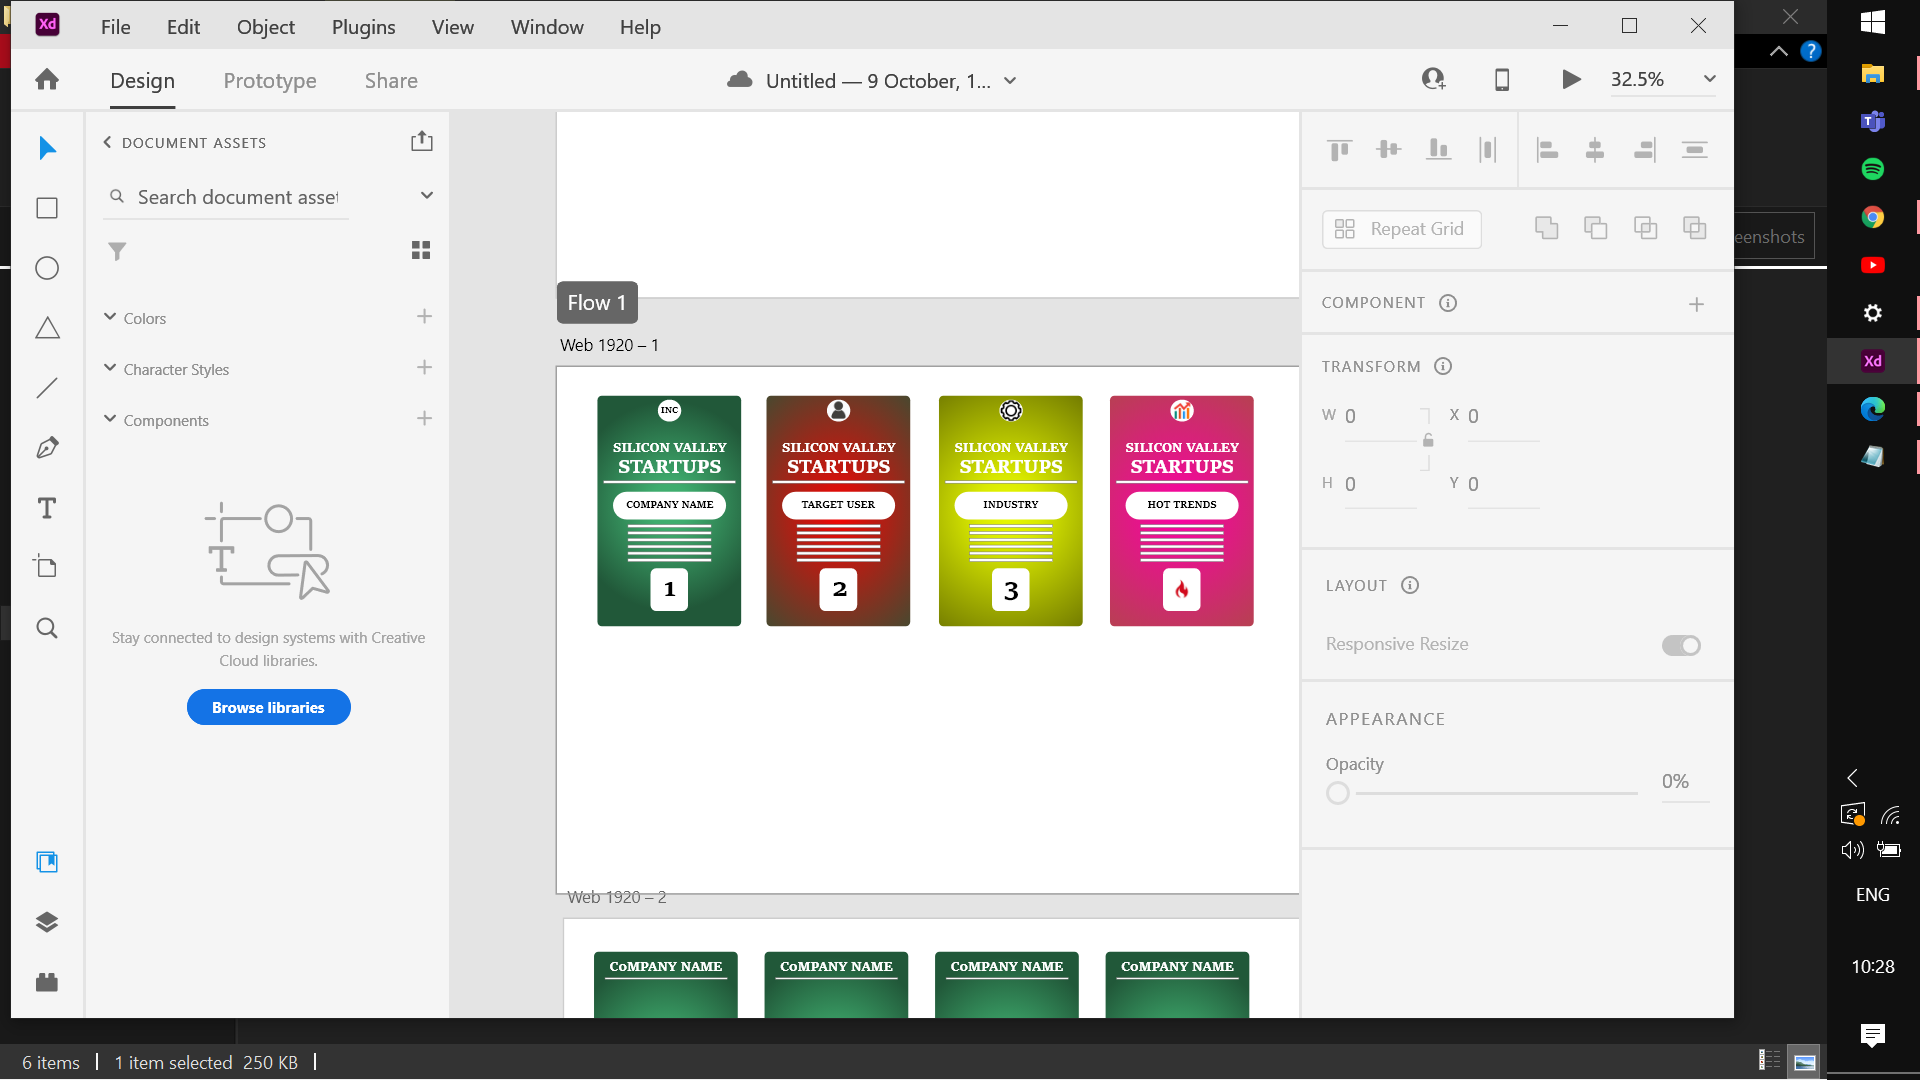 Xd File Edit Object Plugins View Window Help
Design Prototype Share
Untitled — 9 October, 1...
32.5%
DOCUMENT ASSETS
Search document asset
Colors
Character Styles
Components
T
Stay connected to design systems with Creative
Cloud libraries.
Browse libraries
Flow 1
Web 1920 – 1
INC
SILICON VALLEY
STARTUPS
COMPANY NAME
1
SILICON VALLEY
STARTUPS
TARGET USER
2
SILICON VALLEY
STARTUPS
INDUSTRY
3
SILICON VALLEY
STARTUPS
HOT TRENDS
Web 1920 – 2
CoMPANY NAME
CoMPANY NAME
CoMPANY NAME
CoMPANY NAME
Repeat Grid
COMPONENT
TRANSFORM
W 0 X 0
H 0 Y 0
LAYOUT
Responsive Resize
APPEARANCE
Opacity
0%
eenshots
Xd
ENG
10:28
6 items 1 item selected 250 KB